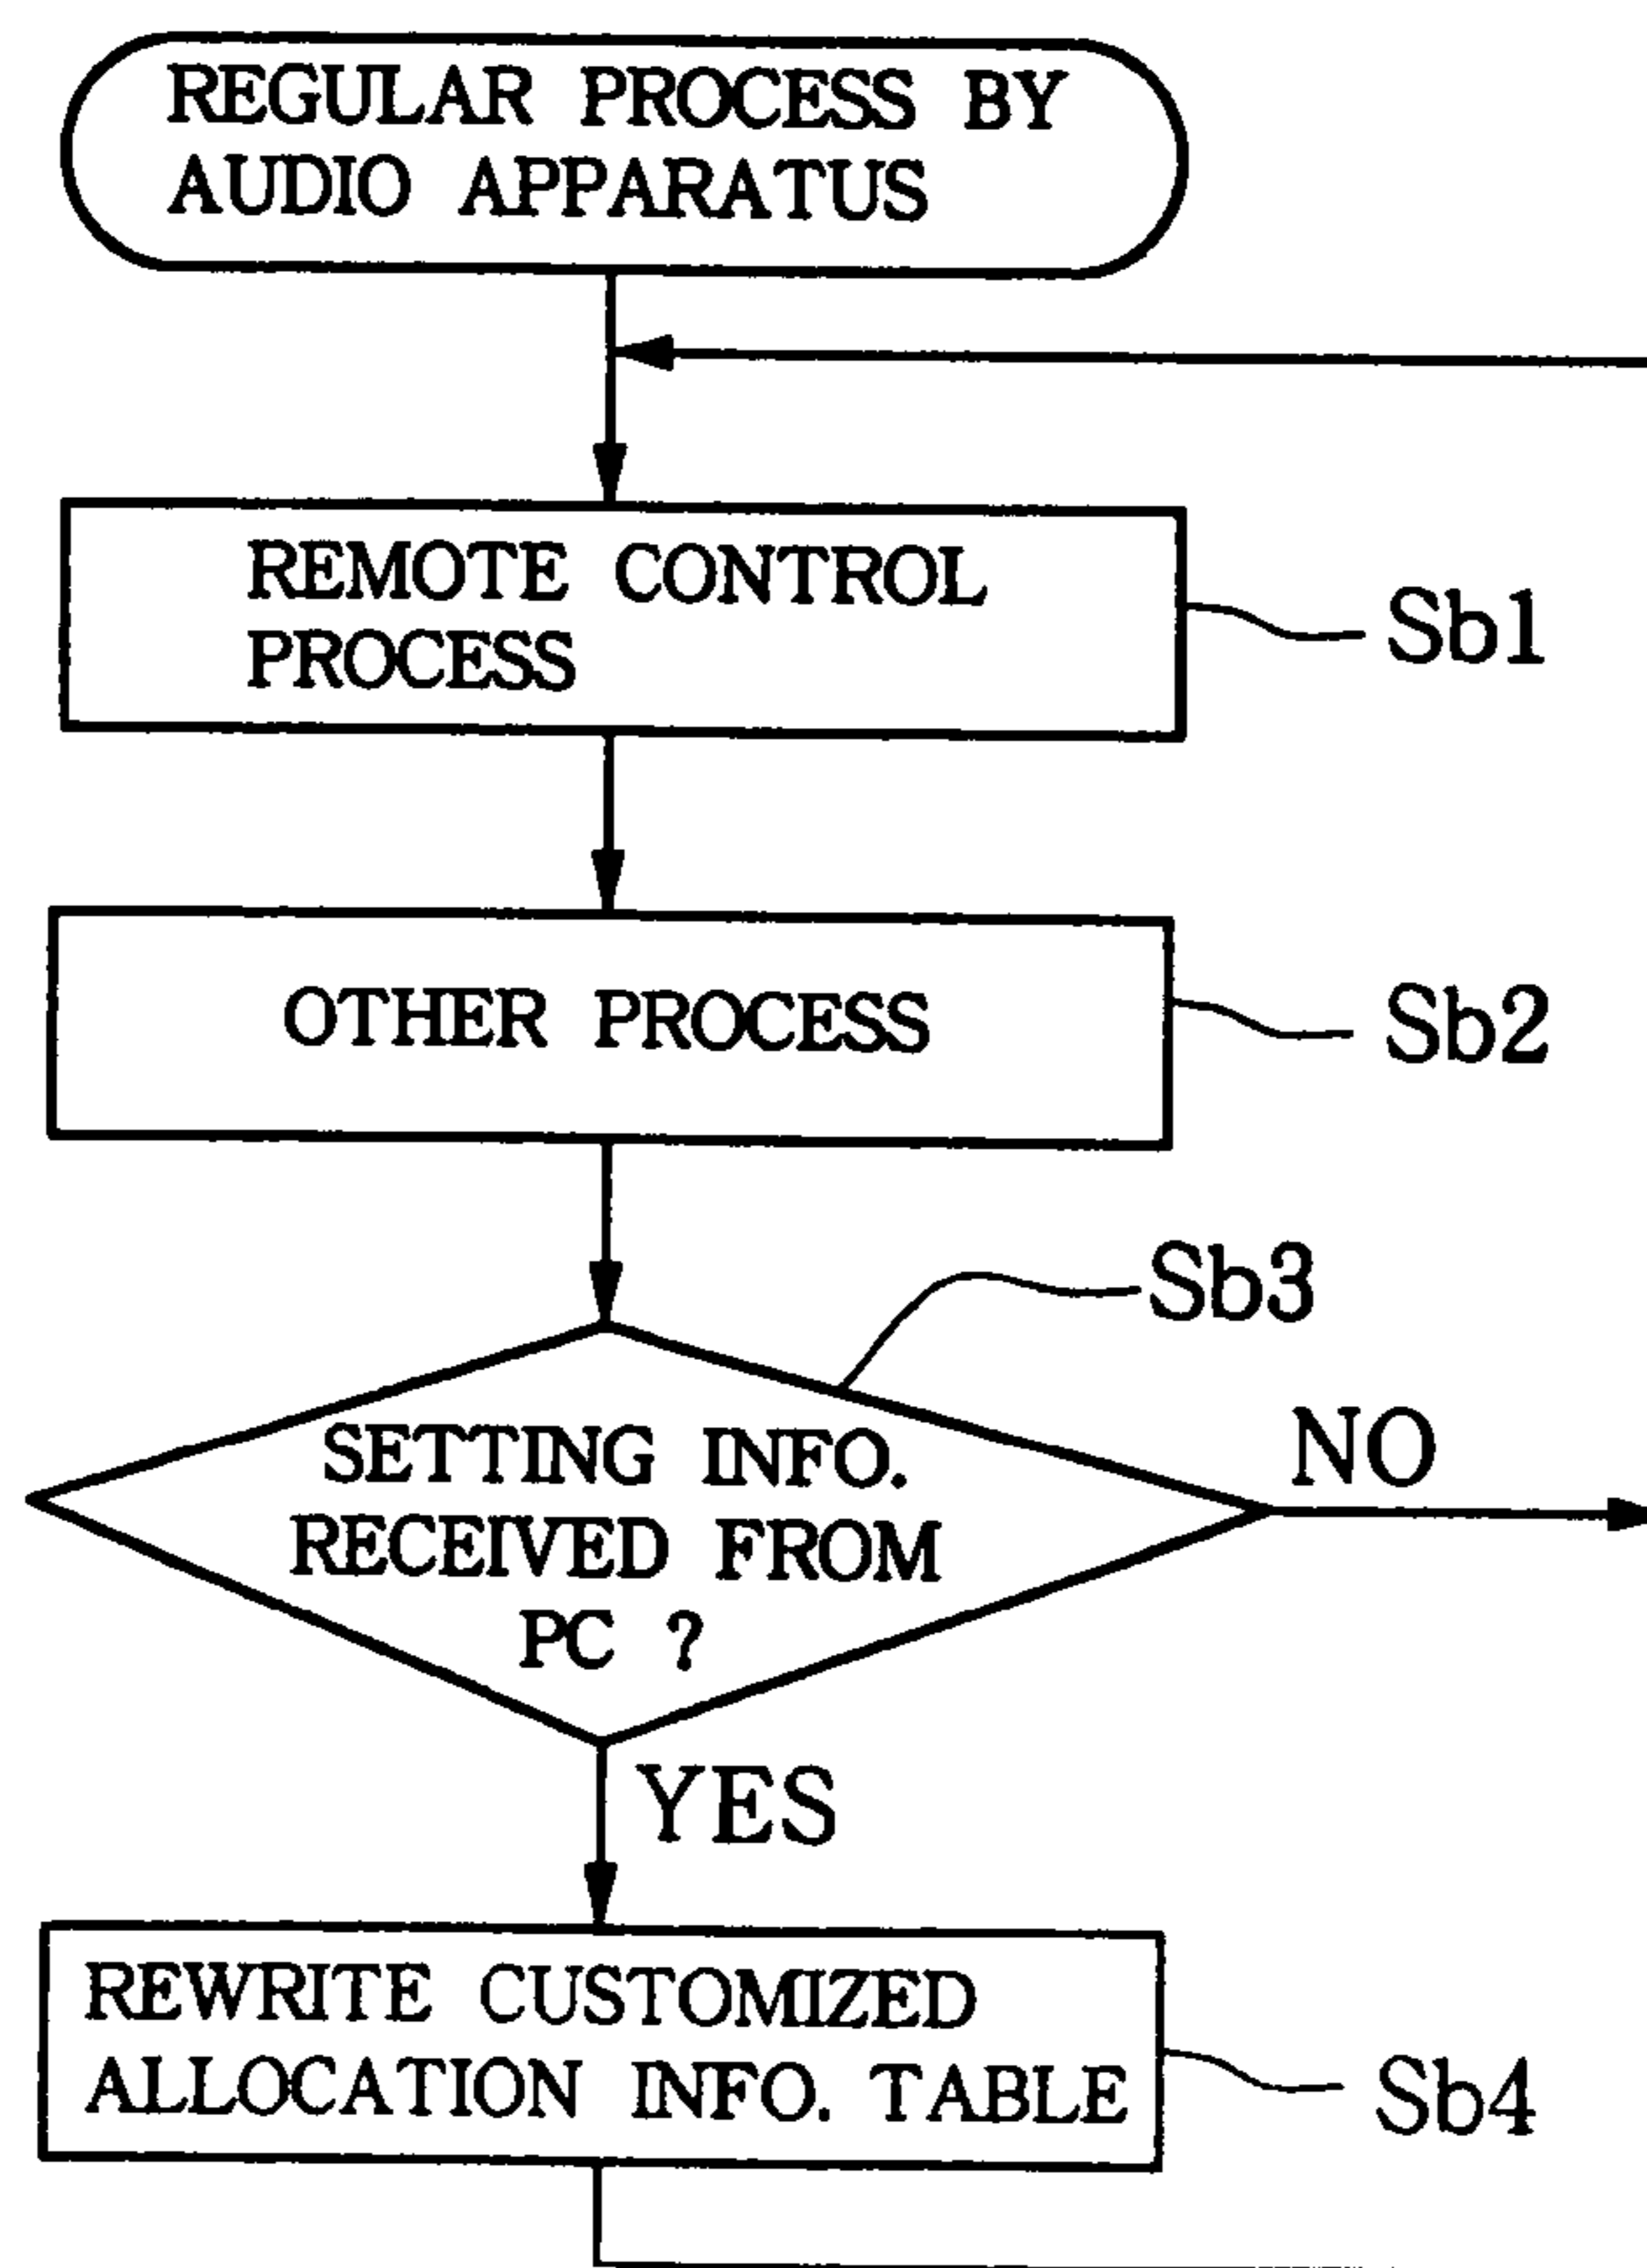 REGULAR PROCESS BY
AUDIO APPARATUS
REMOTE CONTROL
PROCESS
Sb1
OTHER PROCESS
Sb2
Sb3
SETTING INFO.
RECEIVED FROM
PC ?
NO
YES
REWRITE CUSTOMIZED
ALLOCATION INFO. TABLE
Sb4